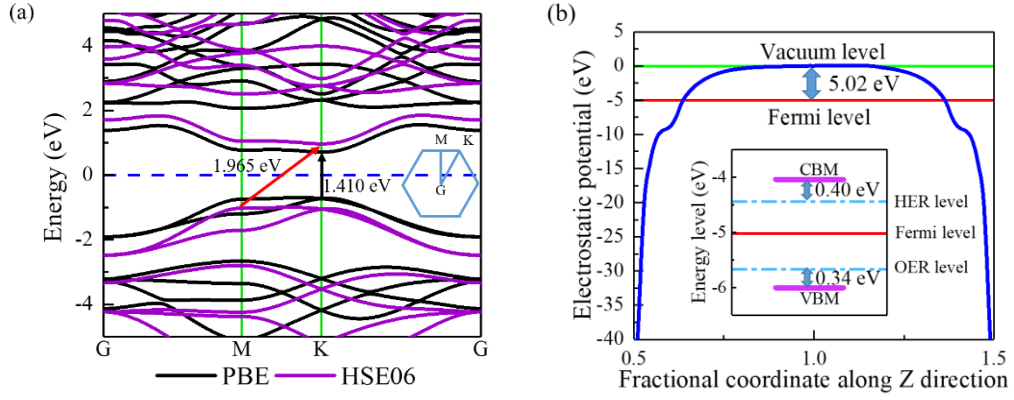 (a)
Energy (eV)
4
2
0
-2
-4
1.965 eV
1.410 eV
M
K
G
G
M
K
G
PBE
HSE06
(b)
Electrostatic potential (eV)
5
0
-5
-10
-15
-20
-25
-30
-35
-40
Vacuum level
5.02 eV
Fermi level
Energy level (eV)
-4
-5
-6
CBM
0.40 eV
HER level
Fermi level
OER level
0.34 eV
VBM
0.5
1.0
1.5
Fractional coordinate along Z direction